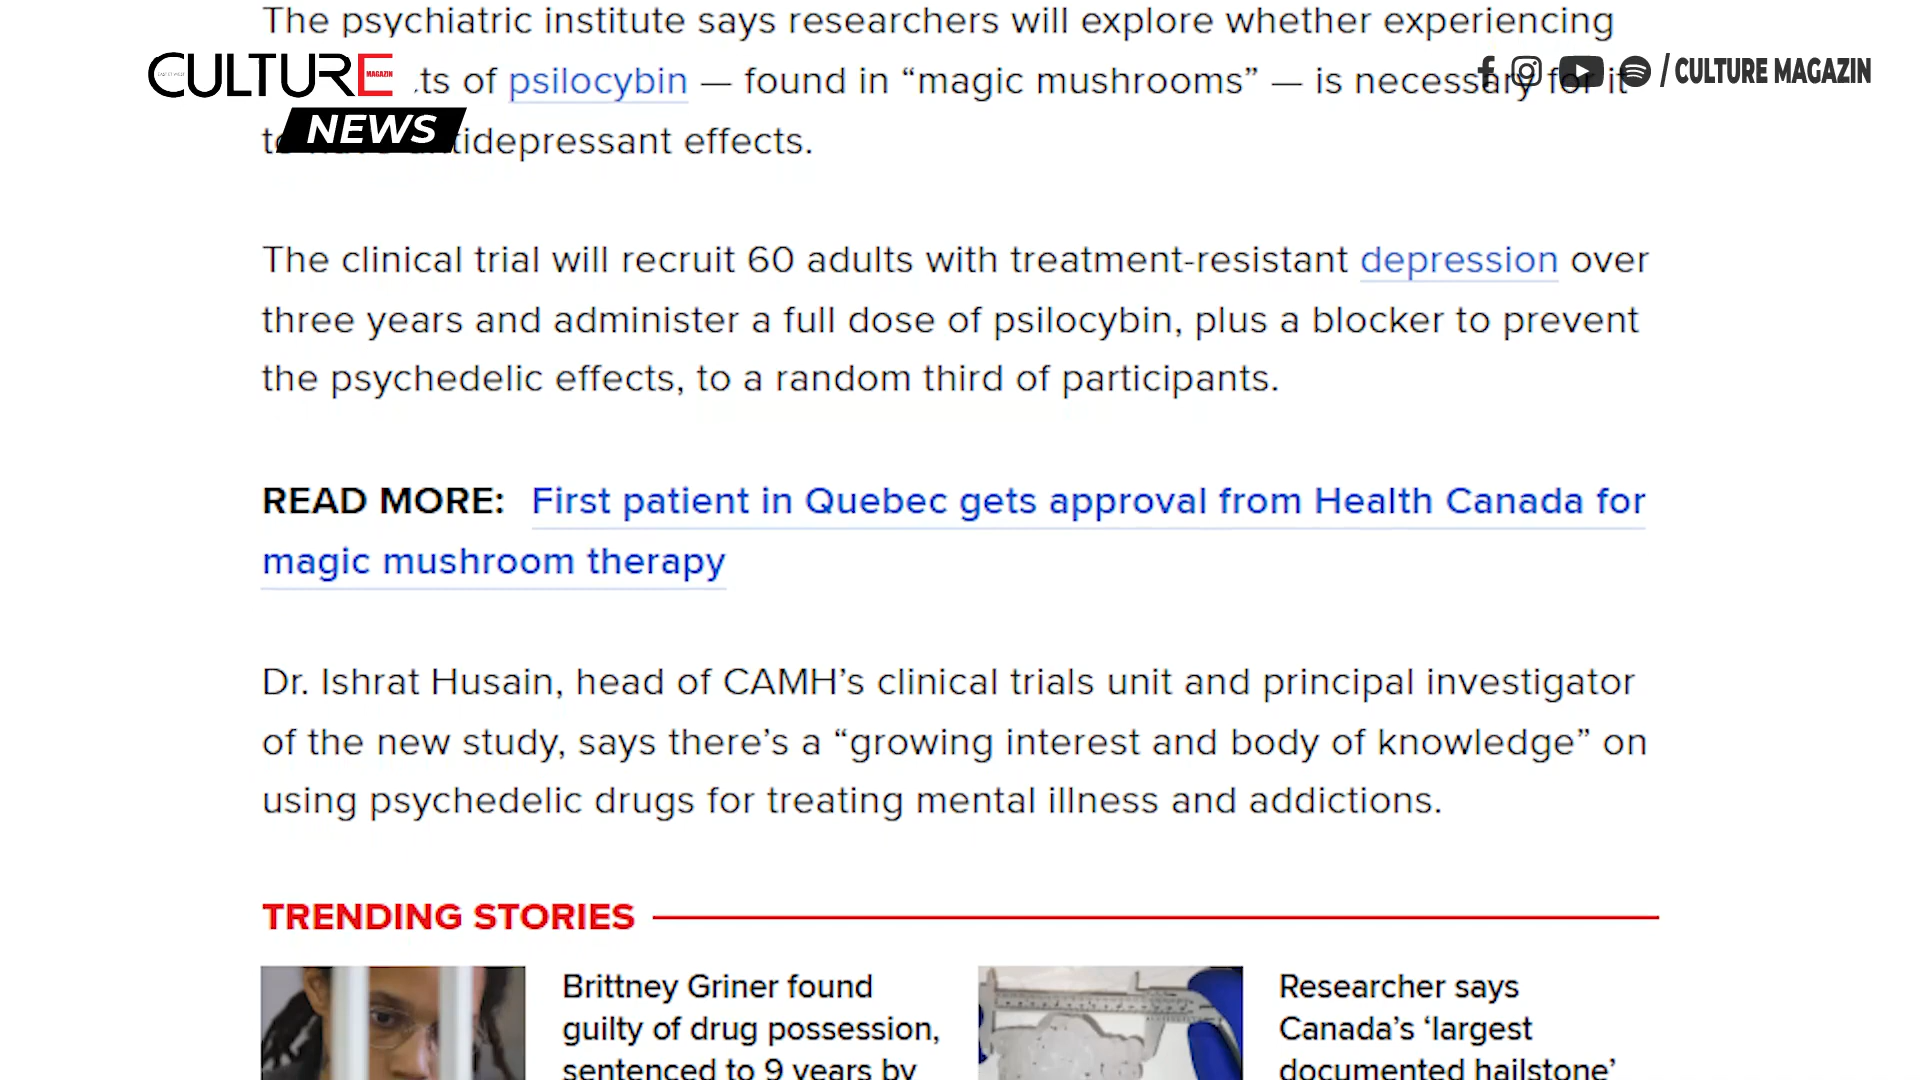 The psychiatric institute says researchers will explore whether experiencing
CULTURE
MAGAZIN
NEWS
of psilocybin — found in “magic mushrooms” — is necessary for it
/ CULTURE MAGAZIN
antidepressant effects.
The clinical trial will recruit 60 adults with treatment-resistant depression over
three years and administer a full dose of psilocybin, plus a blocker to prevent
the psychedelic effects, to a random third of participants.
READ MORE: First patient in Quebec gets approval from Health Canada for
magic mushroom therapy
Dr. Ishrat Husain, head of CAMH’s clinical trials unit and principal investigator
of the new study, says there’s a “growing interest and body of knowledge” on
using psychedelic drugs for treating mental illness and addictions.
TRENDING STORIES
Brittney Griner found
guilty of drug possession,
sentenced to 9 years by
Researcher says
Canada’s ‘largest
documented hailstone’